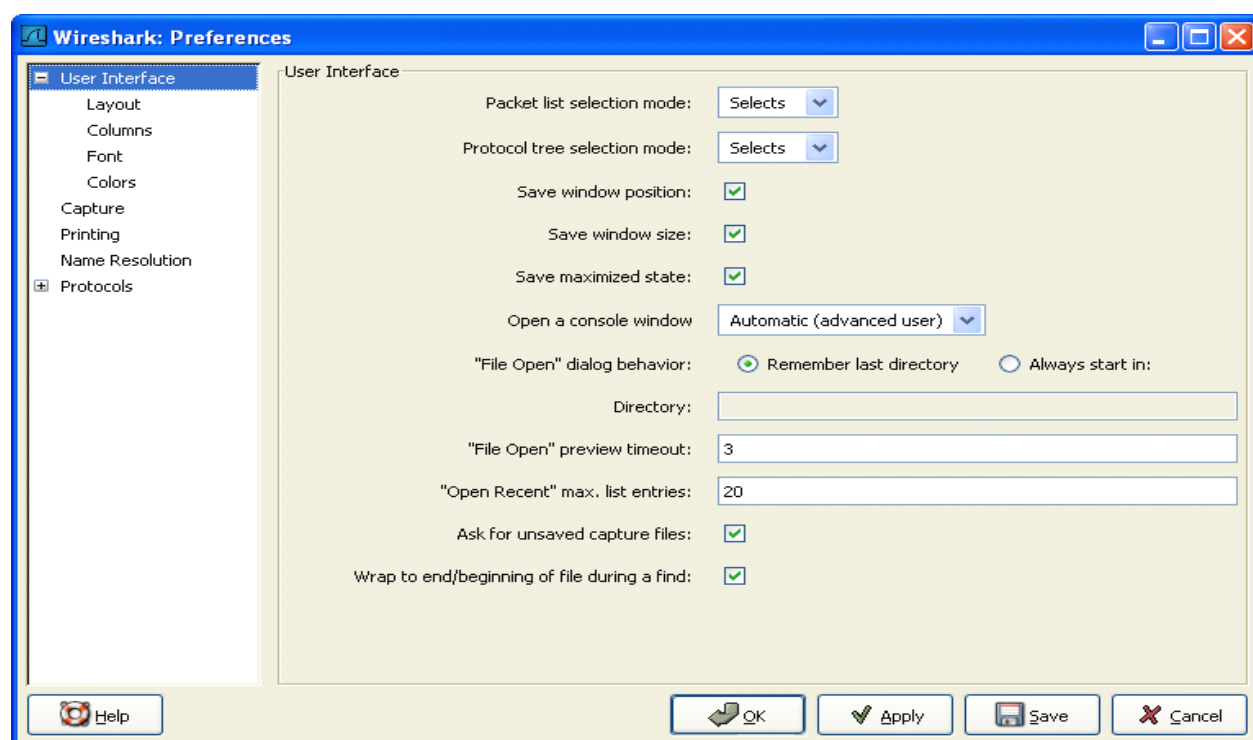 Wireshark: Preferences
User Interface
Layout
Columns
Font
Colors
Capture
Printing
Name Resolution
Protocols
User Interface
Packet list selection mode: Selects
Protocol tree selection mode: Selects
Save window position:
Save window size:
Save maximized state:
Open a console window Automatic (advanced user)
"File Open" dialog behavior: Remember last directory Always start in:
Directory:
"File Open" preview timeout: 3
"Open Recent" max. list entries: 20
Ask for unsaved capture files:
Wrap to end/beginning of file during a find:
Help OK Apply Save Cancel